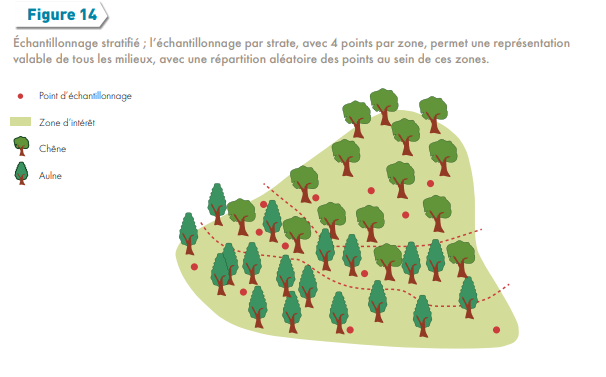 Figure 14
Échantillonnage stratifié ; l'échantillonnage par strate, avec 4 points par zone, permet une représentation
valable de tous les milieux, avec une répartition aléatoire des points au sein de ces zones.
Point d'échantillonnage
Zone d'intérêt
Chêne
Aulne